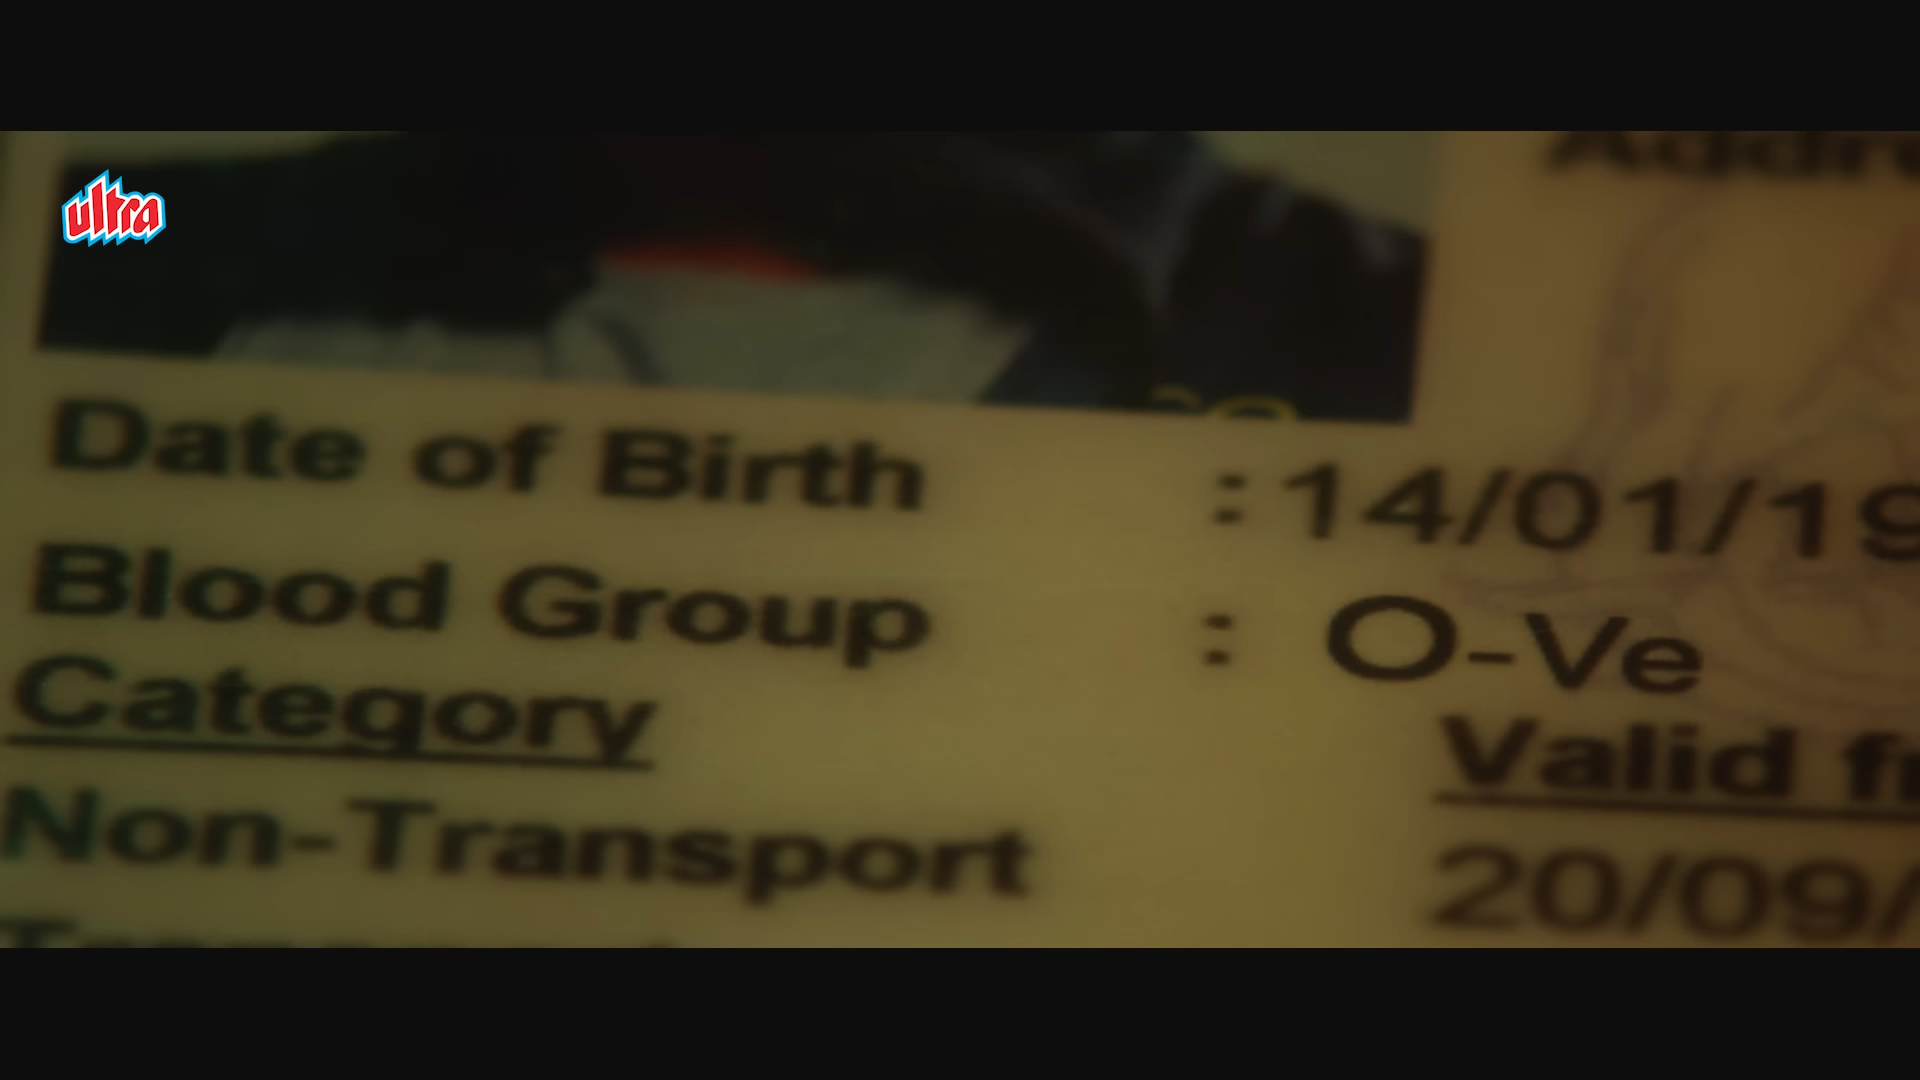 ultra
Date of Birth : 14/01/19
Blood Group : O-Ve
Category
Valid
Non-Transport
20/09/